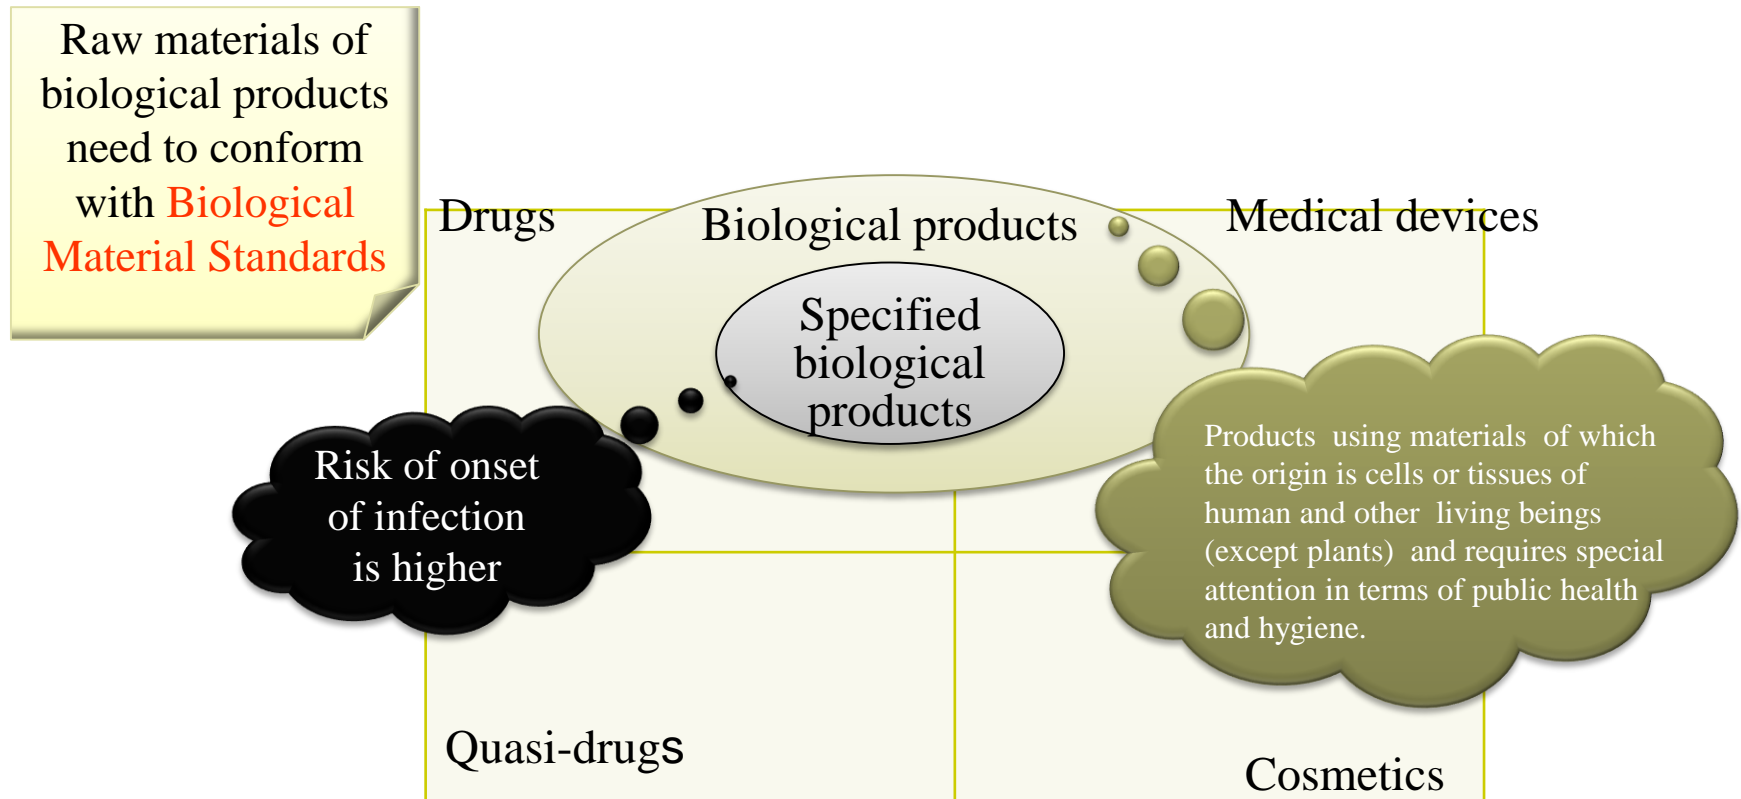 Raw materials of
biological products
need to conform
with Biological
Material Standards
Drugs
Biological products
Medical devices
Specified
biological
products
Risk of onset
of infection
is higher
Products using materials of which
the origin is cells or tissues of
human and other living beings
(except plants) and requires special
attention in terms of public health
and hygiene.
Quasi-drugs
Cosmetics